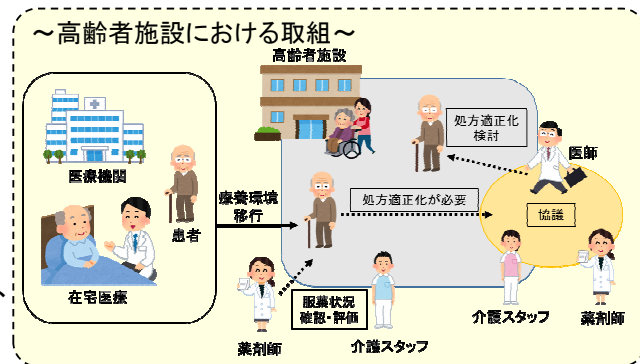 ～高齢者施設における取組～
高齢者施設
医療機関
患者
在宅医療
療養環境
移行
処方適正化
検討
医師
処方適正化が必要
協議
服薬状況
確認・評価
薬剤師
介護スタッフ
介護スタッフ
薬剤師